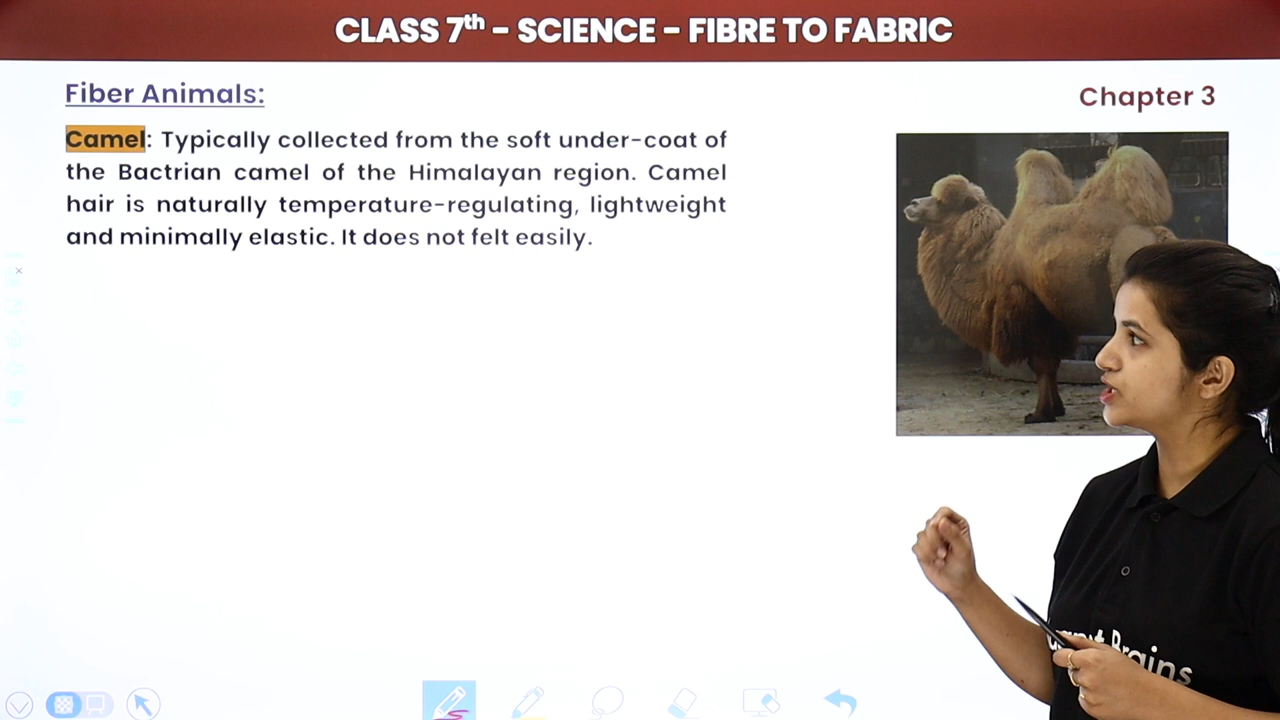 CLASS 7th - SCIENCE - FIBRE TO FABRIC
Fiber Animals:
Chapter 3
Camel: Typically collected from the soft under-coat of
the Bactrian camel of the Himalayan region. Camel
hair is naturally temperature-regulating, lightweight
and minimally elastic. It does not felt easily.
Brains